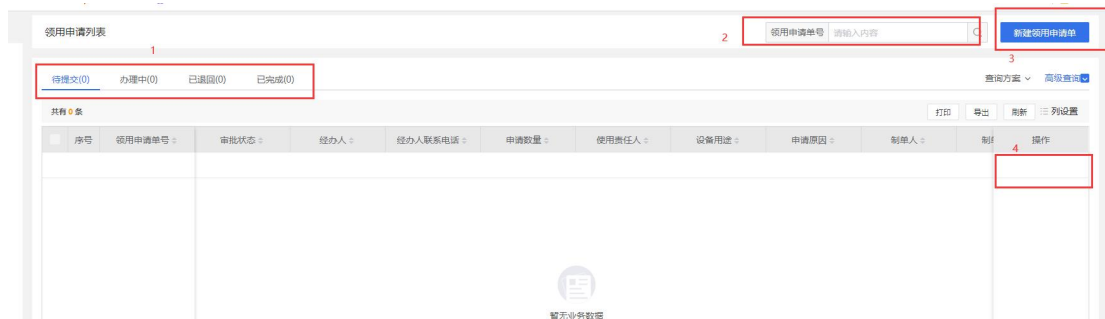 领用申请列表
2
领用申请单号 请输入内容
新建领用申请单
1
3
待提交(0) 办理中(0) 已退回(0) 已完成(0)
查询方案 高级查询
共有 0 条
打印 导出 刷新 列设置
序号 领用申请单号 审批状态 经办人 经办人联系电话 申请数量 使用责任人 设备用途 申请原因 制单人 制 操作
4
暂无业务数据